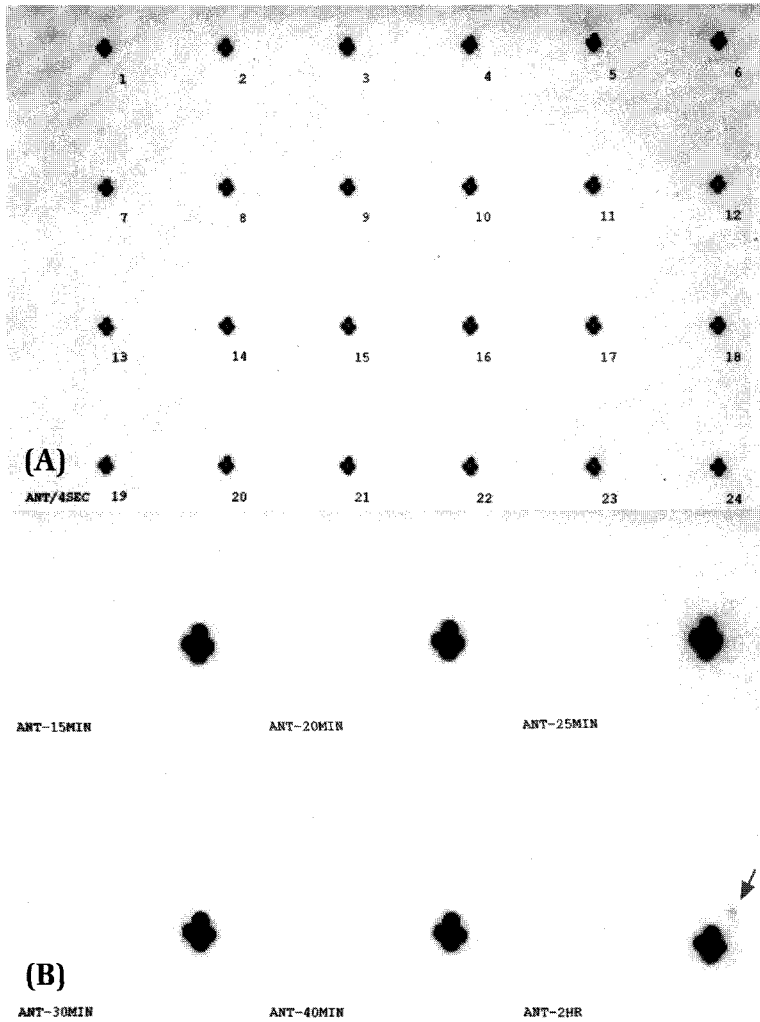 1 2 3 4 5 6
7 8 9 10 11 12
13 14 15 16 17 18
(A)
ANT/4SEC 19 20 21 22 23 24
ANT-15MIN ANT-20MIN ANT-25MIN
(B)
ANT-30MIN ANT-40MIN ANT-2HR